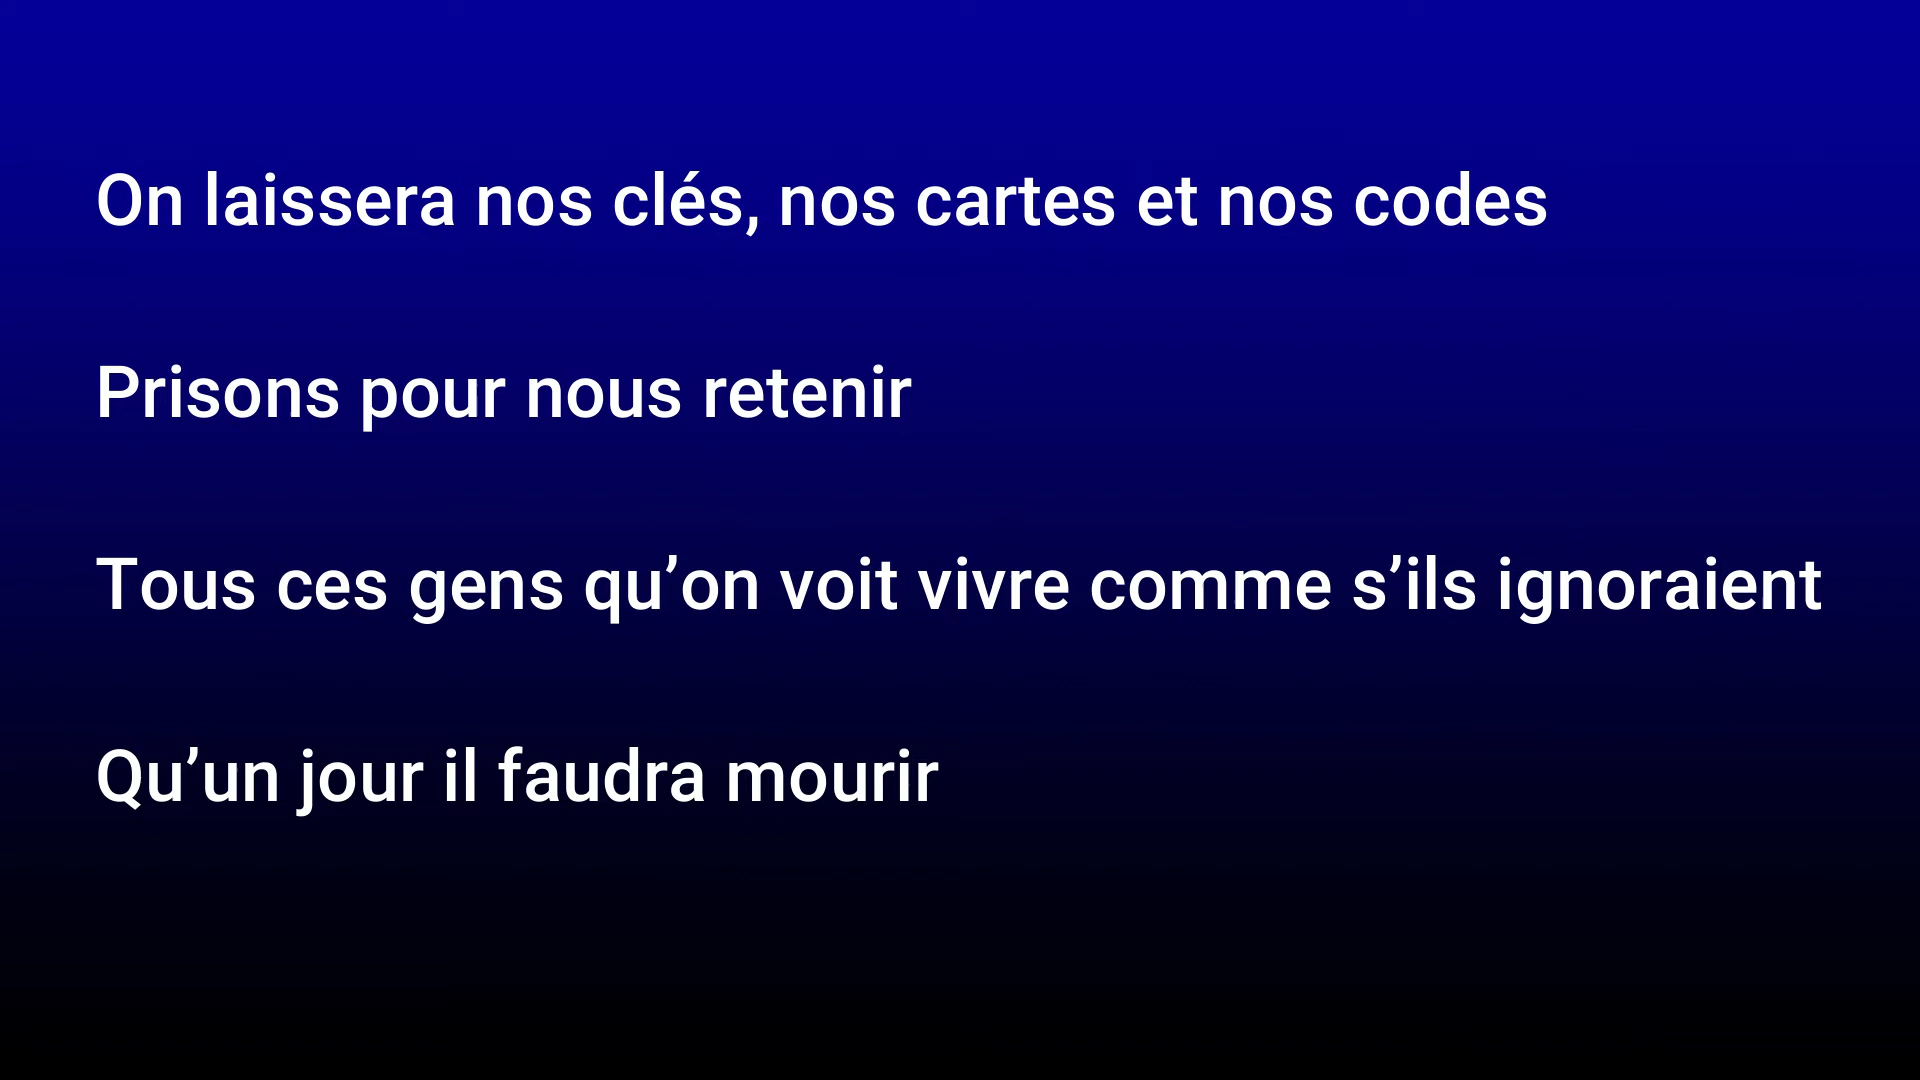 On laissera nos clés, nos cartes et nos codes
Prisons pour nous retenir
Tous ces gens qu’on voit vivre comme s’ils ignoraient
Qu’un jour il faudra mourir